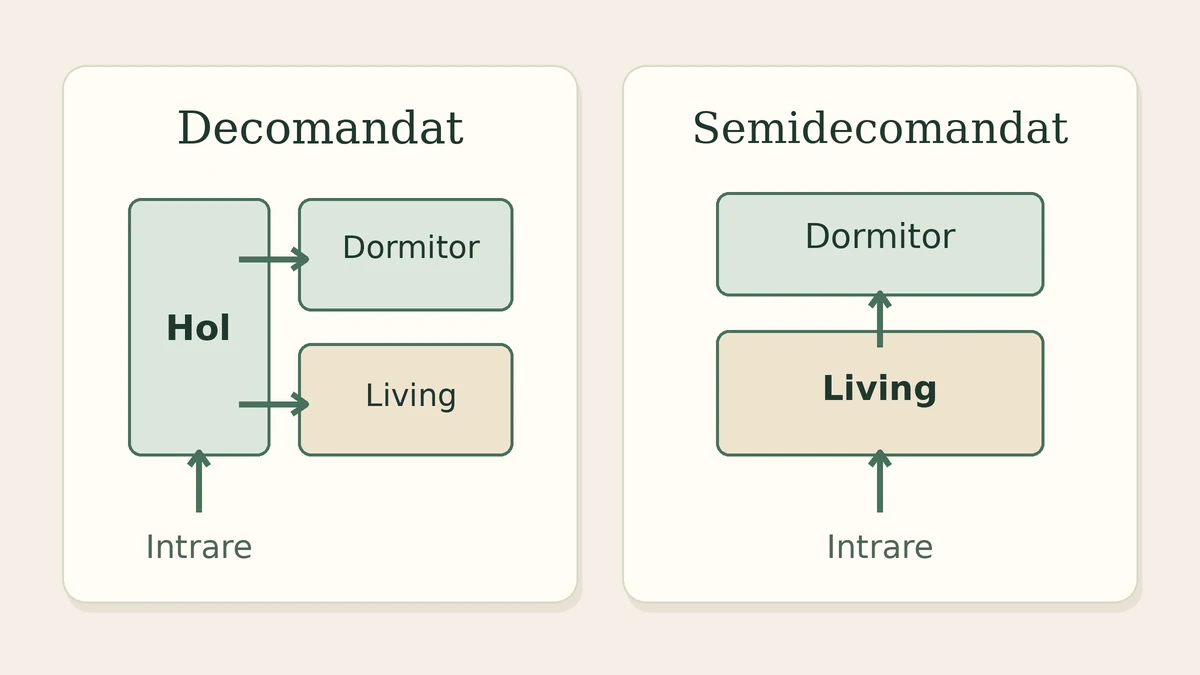 Decomandat
Hol
Dormitor
Living
Intrare
Semidecomandat
Dormitor
Living
Intrare